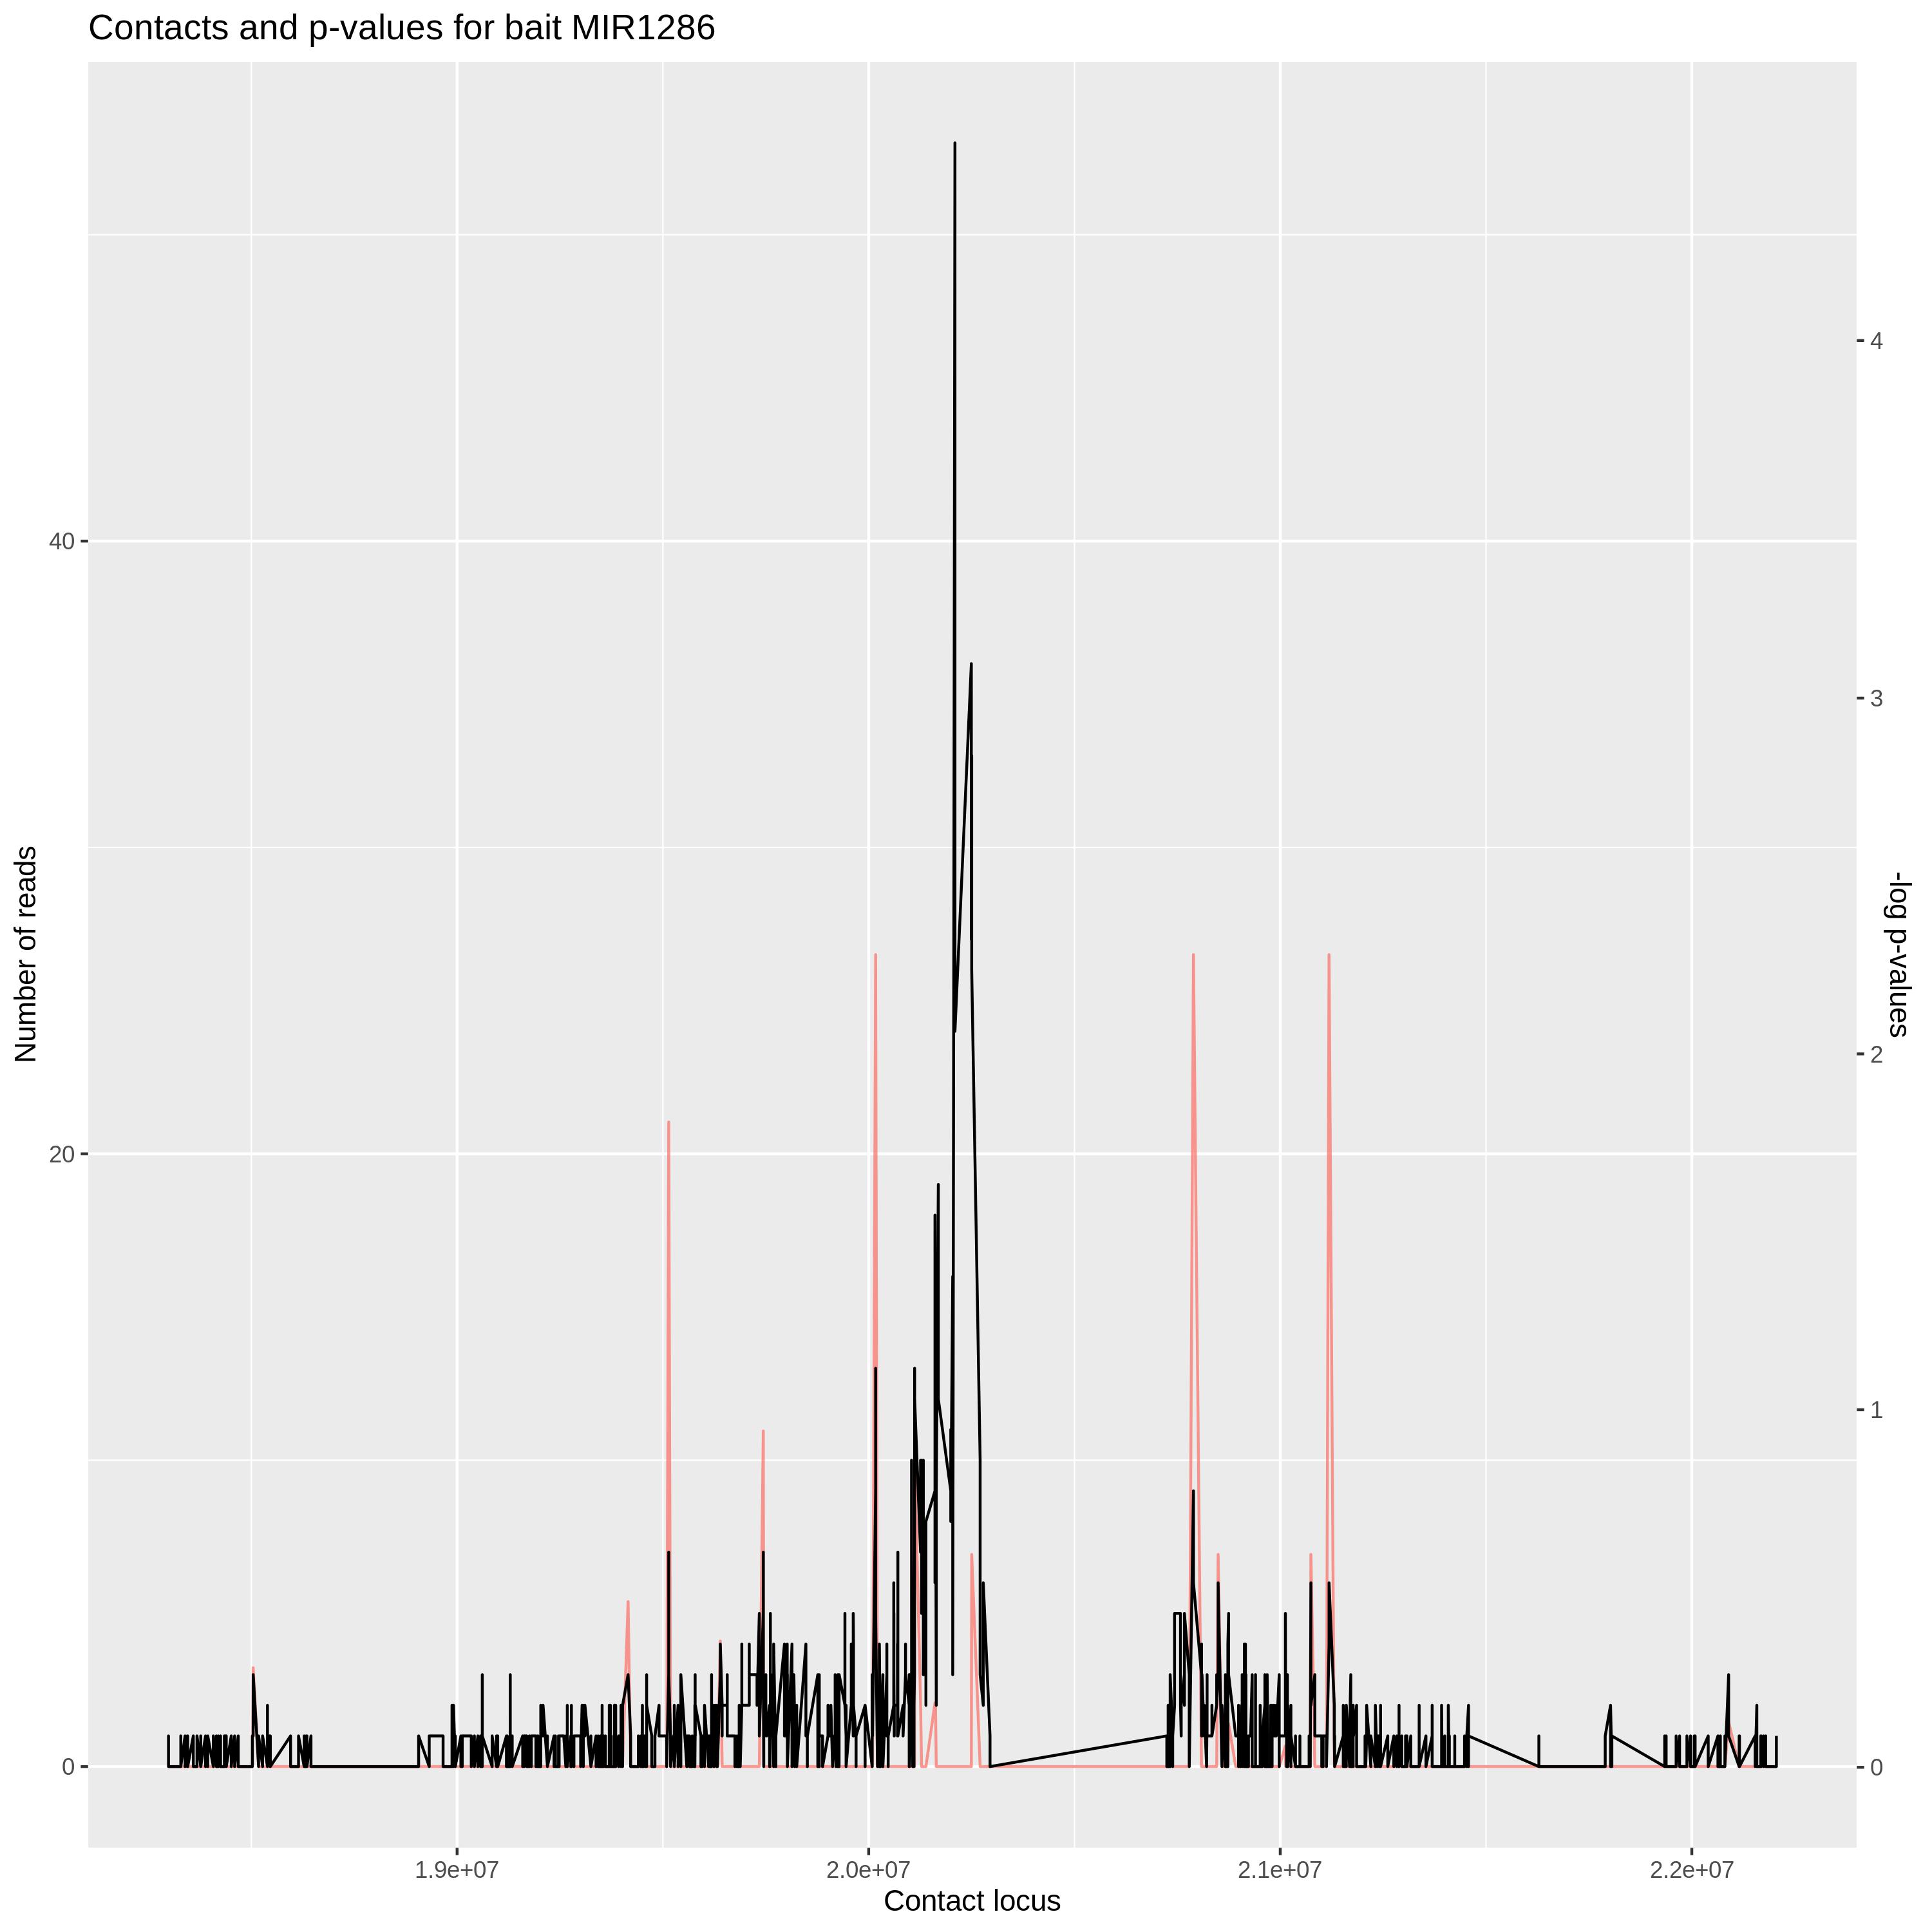 Contacts and p-values for bait MIR1286
Number of reads
40
20
0
4
3
2
1
0
-log p-values
1.9e+07
2.0e+07
2.1e+07
2.2e+07
Contact locus